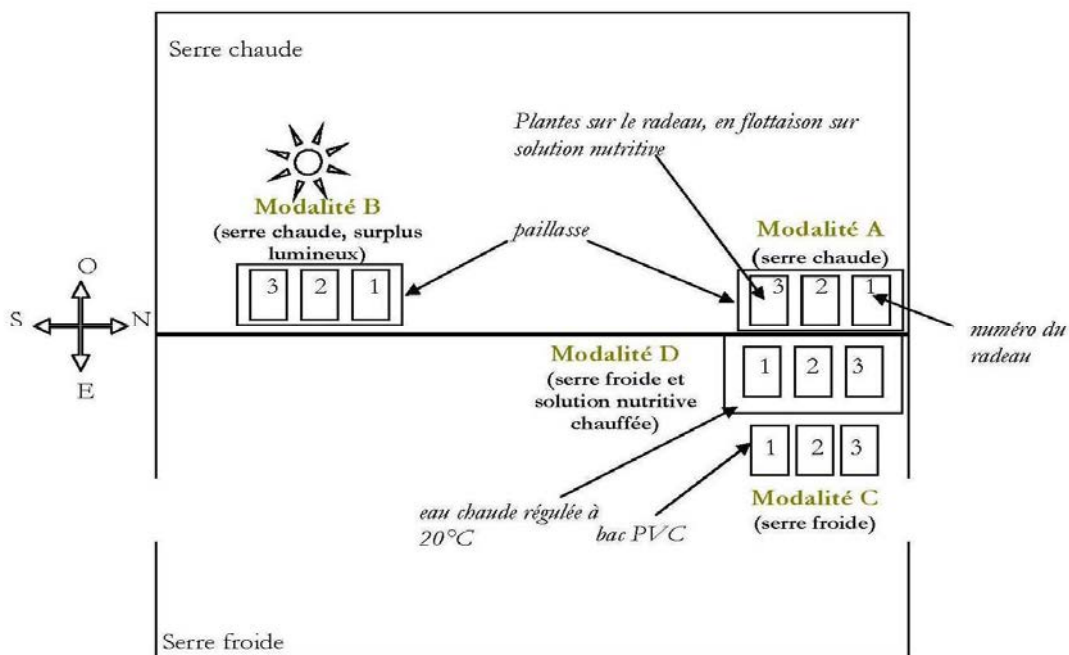 Serre chaude
Plantes sur le radeau, en flottaison sur
solution nutritive
Modalité B
(serre chaude, surplus
lumineux)
paillasse
Modalité A
(serre chaude)
3 2 1
3 2 1
O
S N
E
numéro du
radeau
Modalité D
(serre froide et
solution nutritive
chauffée)
1 2 3
1 2 3
Modalité C
(serre froide)
eau chaude régulée à
20°C
bac PVC
Serre froide